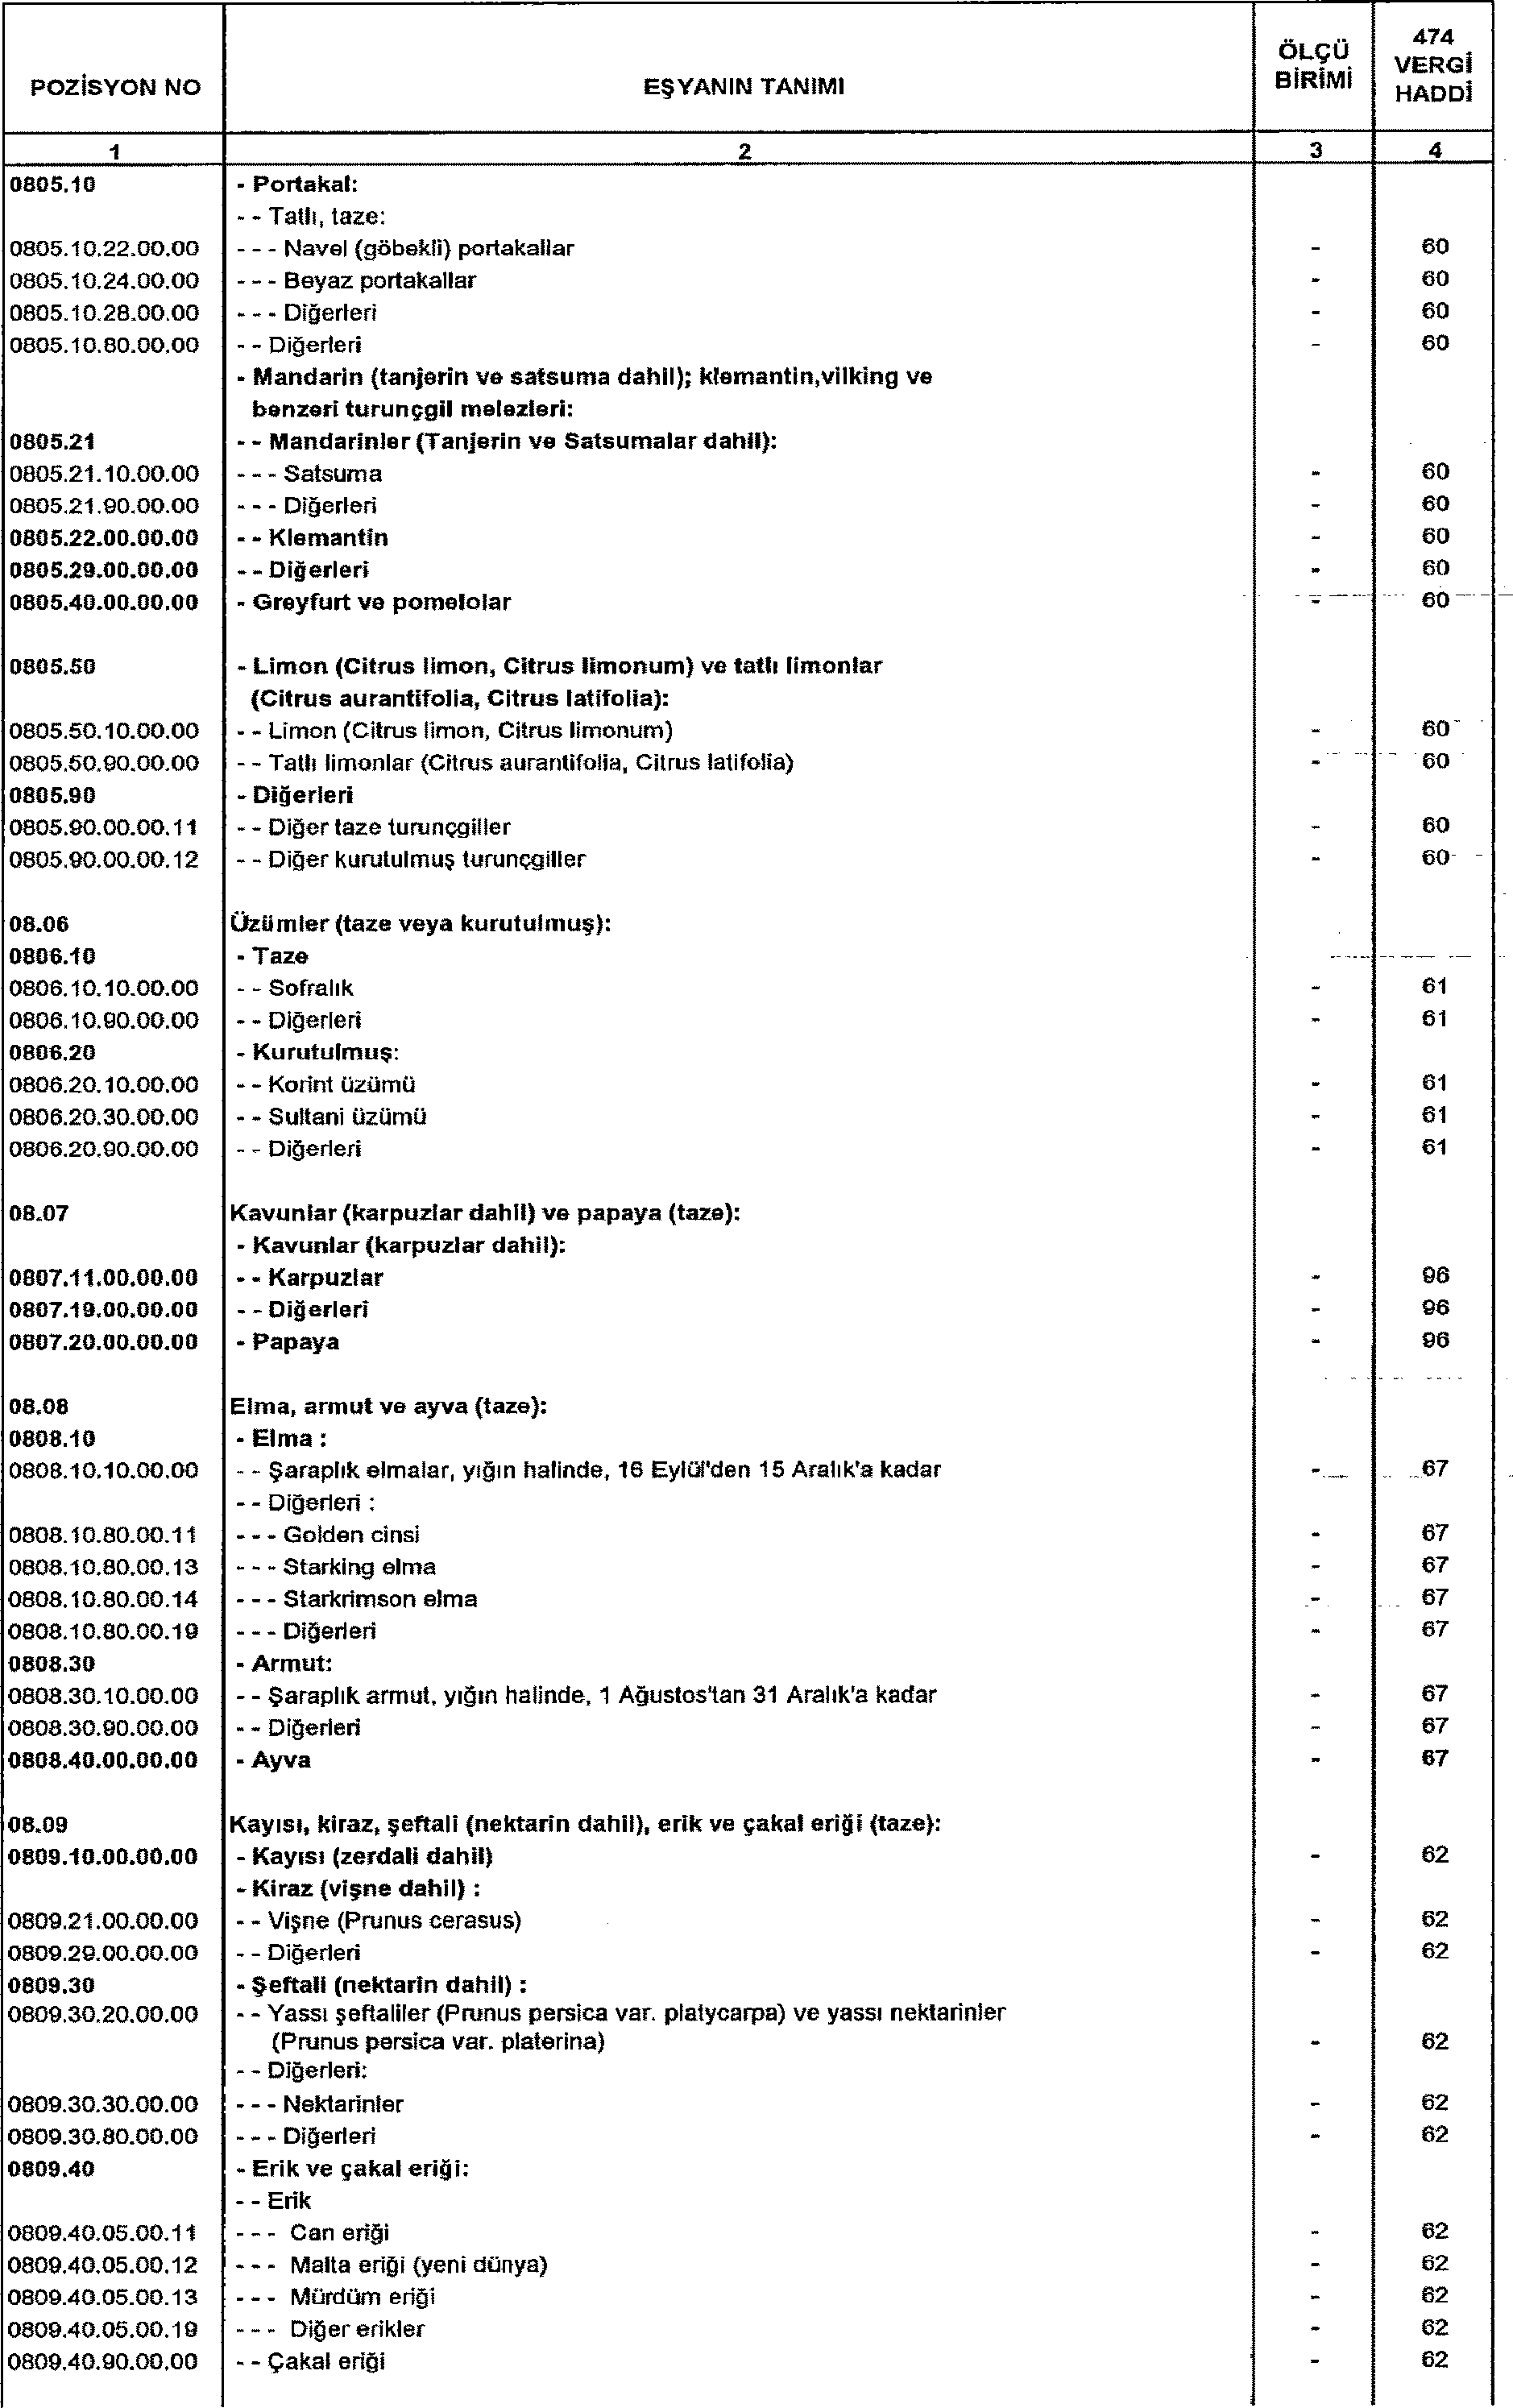 POZİSYON NO EŞYANIN TANIMI ÖLÇÜ BİRİMİ 474 VERGİ HADDİ
1 2 3 4
0805.10 - Portakal:
- - Tatlı, taze:
0805.10.22.00.00 - - - Navel (göbekli) portakallar - 60
0805.10.24.00.00 - - - Beyaz portakallar - 60
0805.10.28.00.00 - - - Diğerleri - 60
0805.10.80.00.00 - - Diğerleri - 60
- Mandarin (tanjerin ve satsuma dahil); klemantin,vilking ve
benzeri turunçgil melezleri:
0805.21 - - Mandarinler (Tanjerin ve Satsumalar dahil):
0805.21.10.00.00 - - - Satsuma - 60
0805.21.90.00.00 - - - Diğerleri - 60
0805.22.00.00.00 - - Klemantin - 60
0805.29.00.00.00 - - Diğerleri - 60
0805.40.00.00.00 - Greyfurt ve pomelolar - 60
0805.50 - Limon (Citrus limon, Citrus limonum) ve tatlı limonlar
(Citrus aurantifolia, Citrus latifolia):
0805.50.10.00.00 - - Limon (Citrus limon, Citrus limonum) - 60
0805.50.90.00.00 - - Tatlı limonlar (Citrus aurantifolia, Citrus latifolia) - 60
0805.90 - Diğerleri
0805.90.00.00.11 - - Diğer taze turunçgiller - 60
0805.90.00.00.12 - - Diğer kurutulmuş turunçgiller - 60
08.06 Üzümler (taze veya kurutulmuş):
0806.10 - Taze
0806.10.10.00.00 - - Sofralık - 61
0806.10.90.00.00 - - Diğerleri - 61
0806.20 - Kurutulmuş:
0806.20.10.00.00 - - Korint üzümü - 61
0806.20.30.00.00 - - Sultani üzümü - 61
0806.20.90.00.00 - - Diğerleri - 61
08.07 Kavunlar (karpuzlar dahil) ve papaya (taze):
- Kavunlar (karpuzlar dahil):
0807.11.00.00.00 - - Karpuzlar - 96
0807.19.00.00.00 - - Diğerleri - 96
0807.20.00.00.00 - Papaya - 96
08.08 Elma, armut ve ayva (taze):
0808.10 - Elma :
0808.10.10.00.00 - - Şaraplık elmalar, yığın halinde, 16 Eylül'den 15 Aralık'a kadar - 67
- - Diğerleri :
0808.10.80.00.11 - - - Golden cinsi - 67
0808.10.80.00.13 - - - Starking elma - 67
0808.10.80.00.14 - - - Starkrimson elma - 67
0808.10.80.00.19 - - - Diğerleri - 67
0808.30 - Armut:
0808.30.10.00.00 - - Şaraplık armut, yığın halinde, 1 Ağustos'tan 31 Aralık'a kadar - 67
0808.30.90.00.00 - - Diğerleri - 67
0808.40.00.00.00 - Ayva - 67
08.09 Kayısı, kiraz, şeftali (nektarin dahil), erik ve çakal eriği (taze):
0809.10.00.00.00 - Kayısı (zerdali dahil) - 62
- Kiraz (vişne dahil) :
0809.21.00.00.00 - - Vişne (Prunus cerasus) - 62
0809.29.00.00.00 - - Diğerleri - 62
0809.30 - Şeftali (nektarin dahil) :
0809.30.20.00.00 - - Yassı şeftaliler (Prunus persica var. platycarpa) ve yassı nektarinler
(Prunus persica var. platerina) - 62
- - Diğerleri:
0809.30.30.00.00 - - - Nektarinler - 62
0809.30.80.00.00 - - - Diğerleri - 62
0809.40 - Erik ve çakal eriği:
- - Erik
0809.40.05.00.11 - - - Can eriği - 62
0809.40.05.00.12 - - - Malta eriği (yeni dünya) - 62
0809.40.05.00.13 - - - Mürdüm eriği - 62
0809.40.05.00.19 - - - Diğer erikler - 62
0809.40.90.00.00 - - Çakal eriği - 62